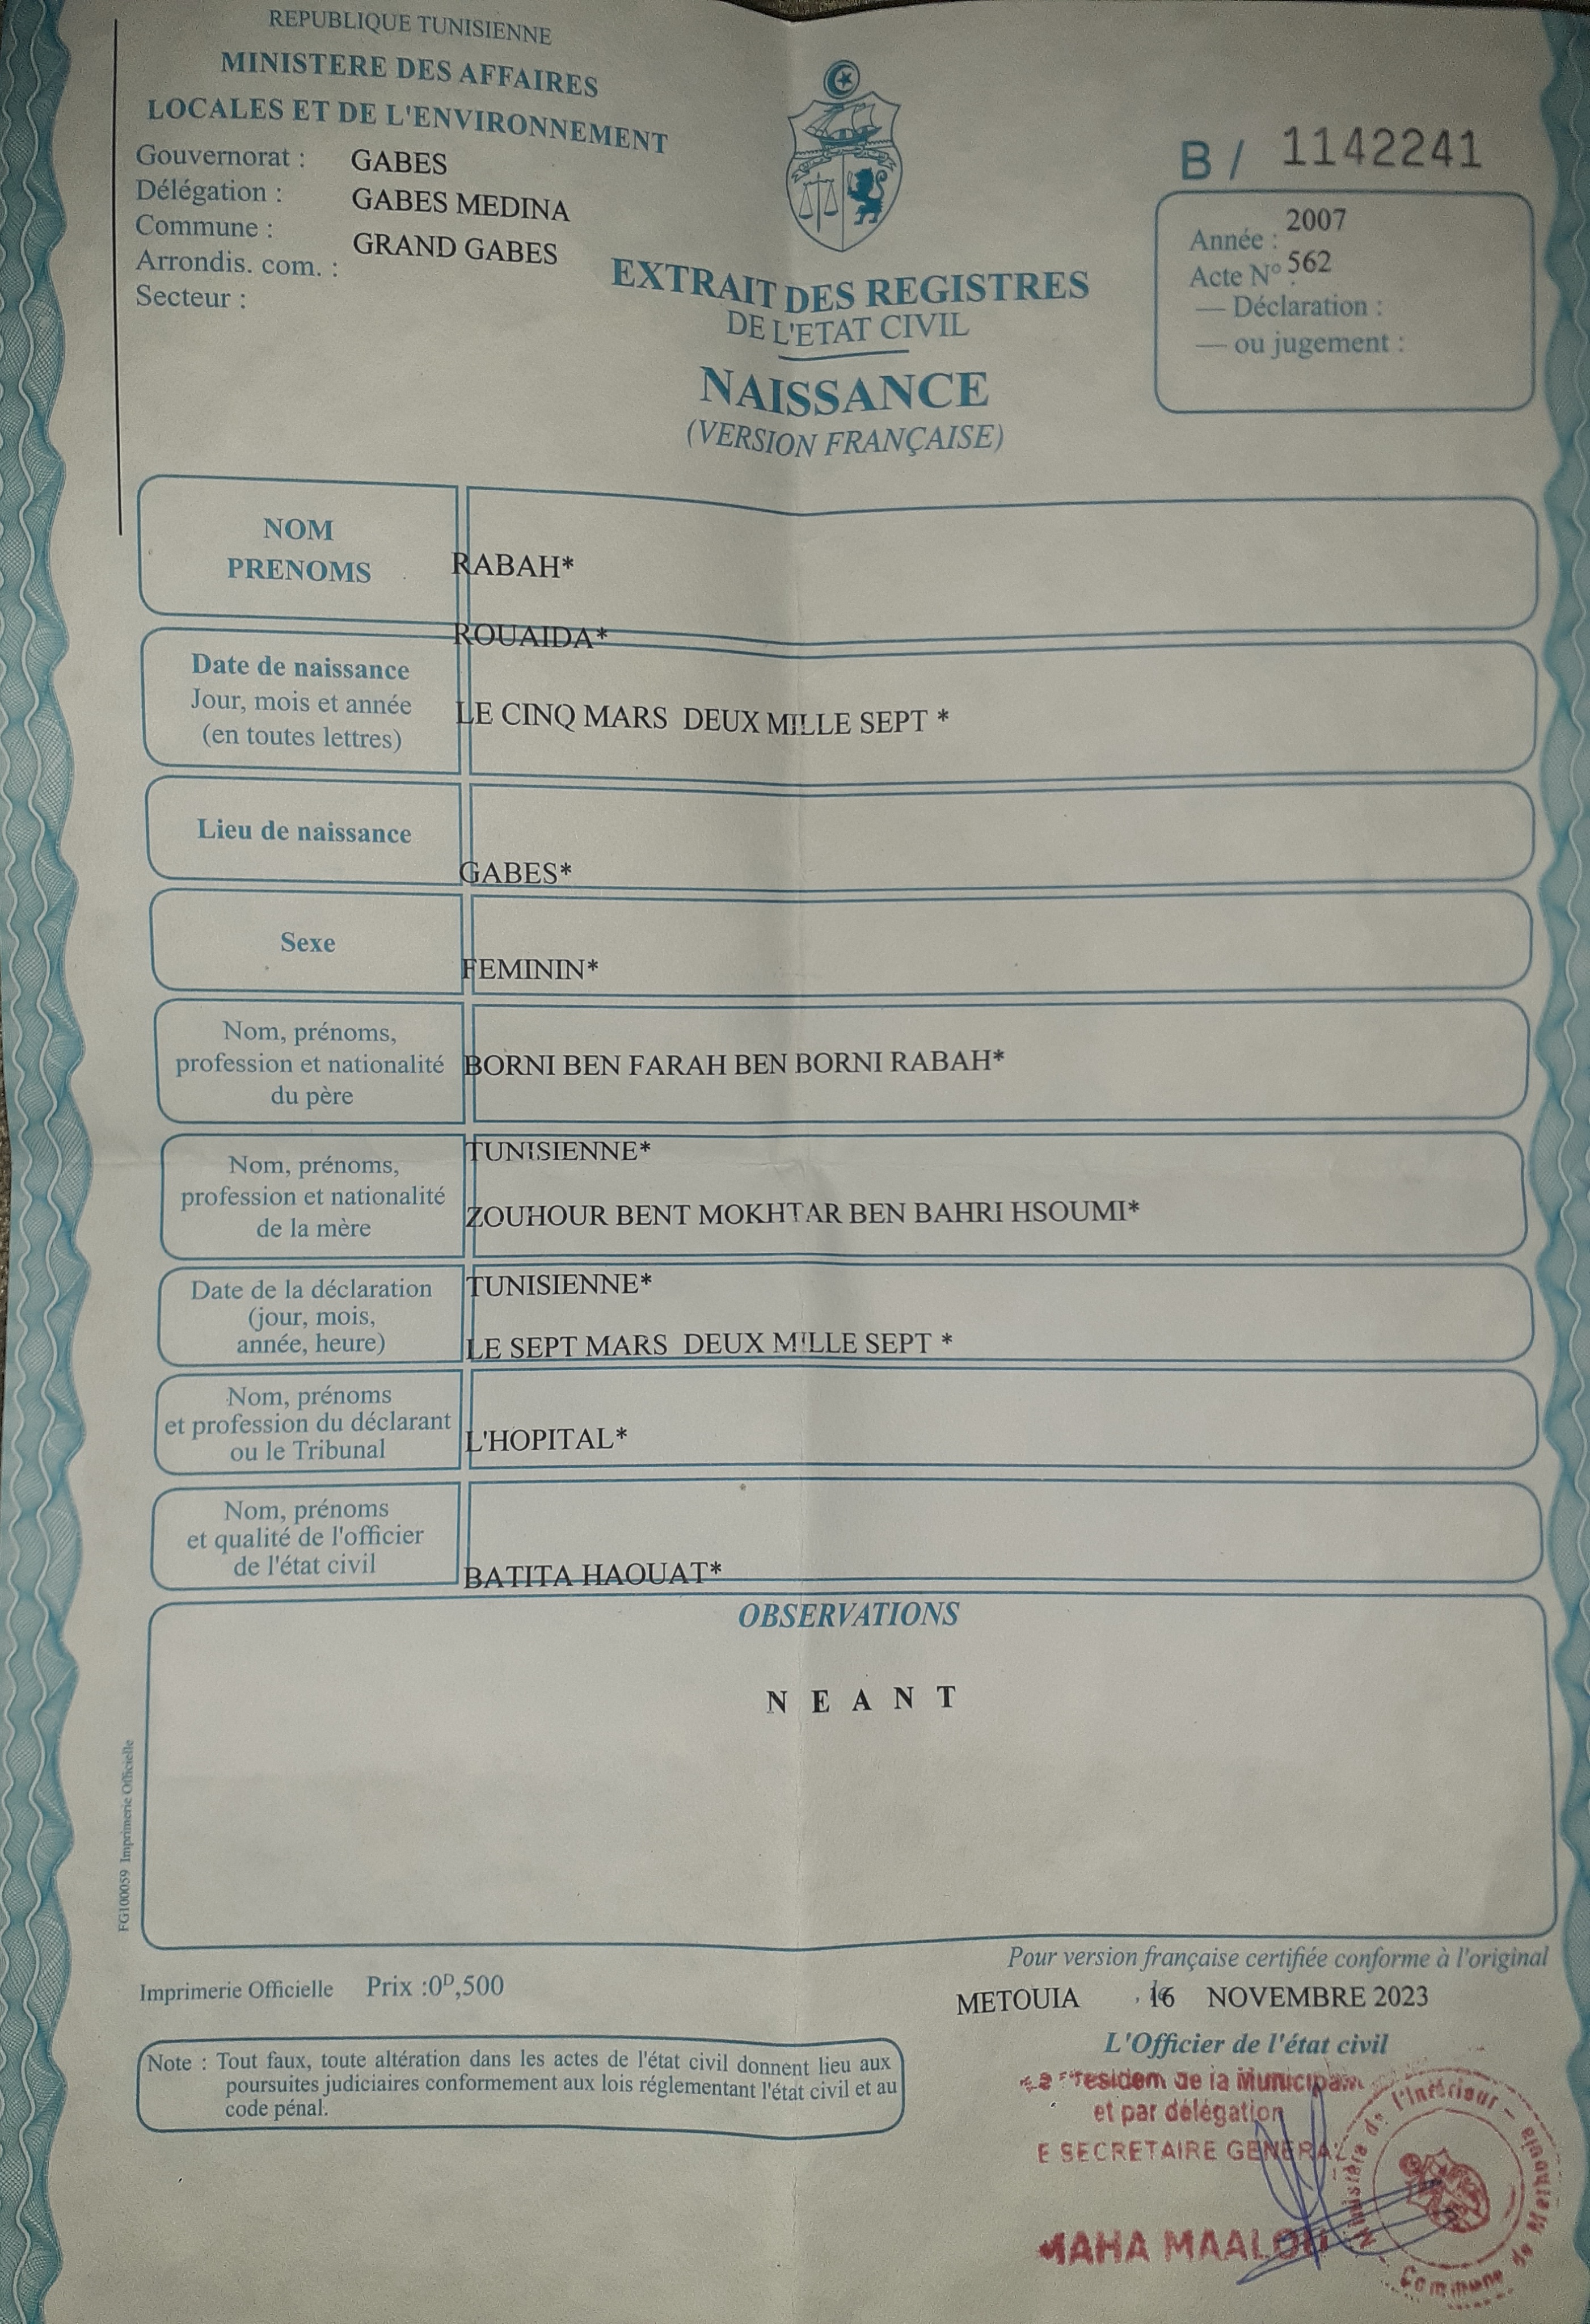 REPUBLIQUE TUNISIENNE
MINISTERE DES AFFAIRES
LOCALES ET DE L'ENVIRONNEMENT
Gouvernorat : GABES
Délégation : GABES MEDINA
Commune : GRAND GABES
Arrondis. com. :
Secteur :
B / 1142241
Année : 2007
Acte N° 562
— Déclaration :
— ou jugement :
EXTRAIT DES REGISTRES
DE L'ETAT CIVIL
NAISSANCE
(VERSION FRANÇAISE)
NOM
PRENOMS
RABAH*
ROUAIDA*
Date de naissance
Jour, mois et année
(en toutes lettres)
LE CINQ MARS DEUX MILLE SEPT *
Lieu de naissance
GABES*
Sexe
FEMININ*
Nom, prénoms,
profession et nationalité
du père
BORNI BEN FARAH BEN BORNI RABAH*
TUNISIENNE*
Nom, prénoms,
profession et nationalité
de la mère
ZOUHOUR BENT MOKHTAR BEN BAHRI HSOUMI*
TUNISIENNE*
Date de la déclaration
(jour, mois,
année, heure)
LE SEPT MARS DEUX MILLE SEPT *
Nom, prénoms
et profession du déclarant
ou le Tribunal
L'HOPITAL*
Nom, prénoms
et qualité de l'officier
de l'état civil
BATITA HAOUAT*
OBSERVATIONS
N E A N T
FG100059 Imprimerie Officielle
Imprimerie Officielle Prix :0ᴰ,500
Note : Tout faux, toute altération dans les actes de l'état civil donnent lieu aux
poursuites judiciaires conformement aux lois réglementant l'état civil et au
code pénal.
Pour version française certifiée conforme à l'original
METOUIA , 16 NOVEMBRE 2023
L'Officier de l'état civil
de la
et par délégation
SECRETAIRE GENERAL
MAHA
Ministère de l'Intérieur
Commune de Métouia